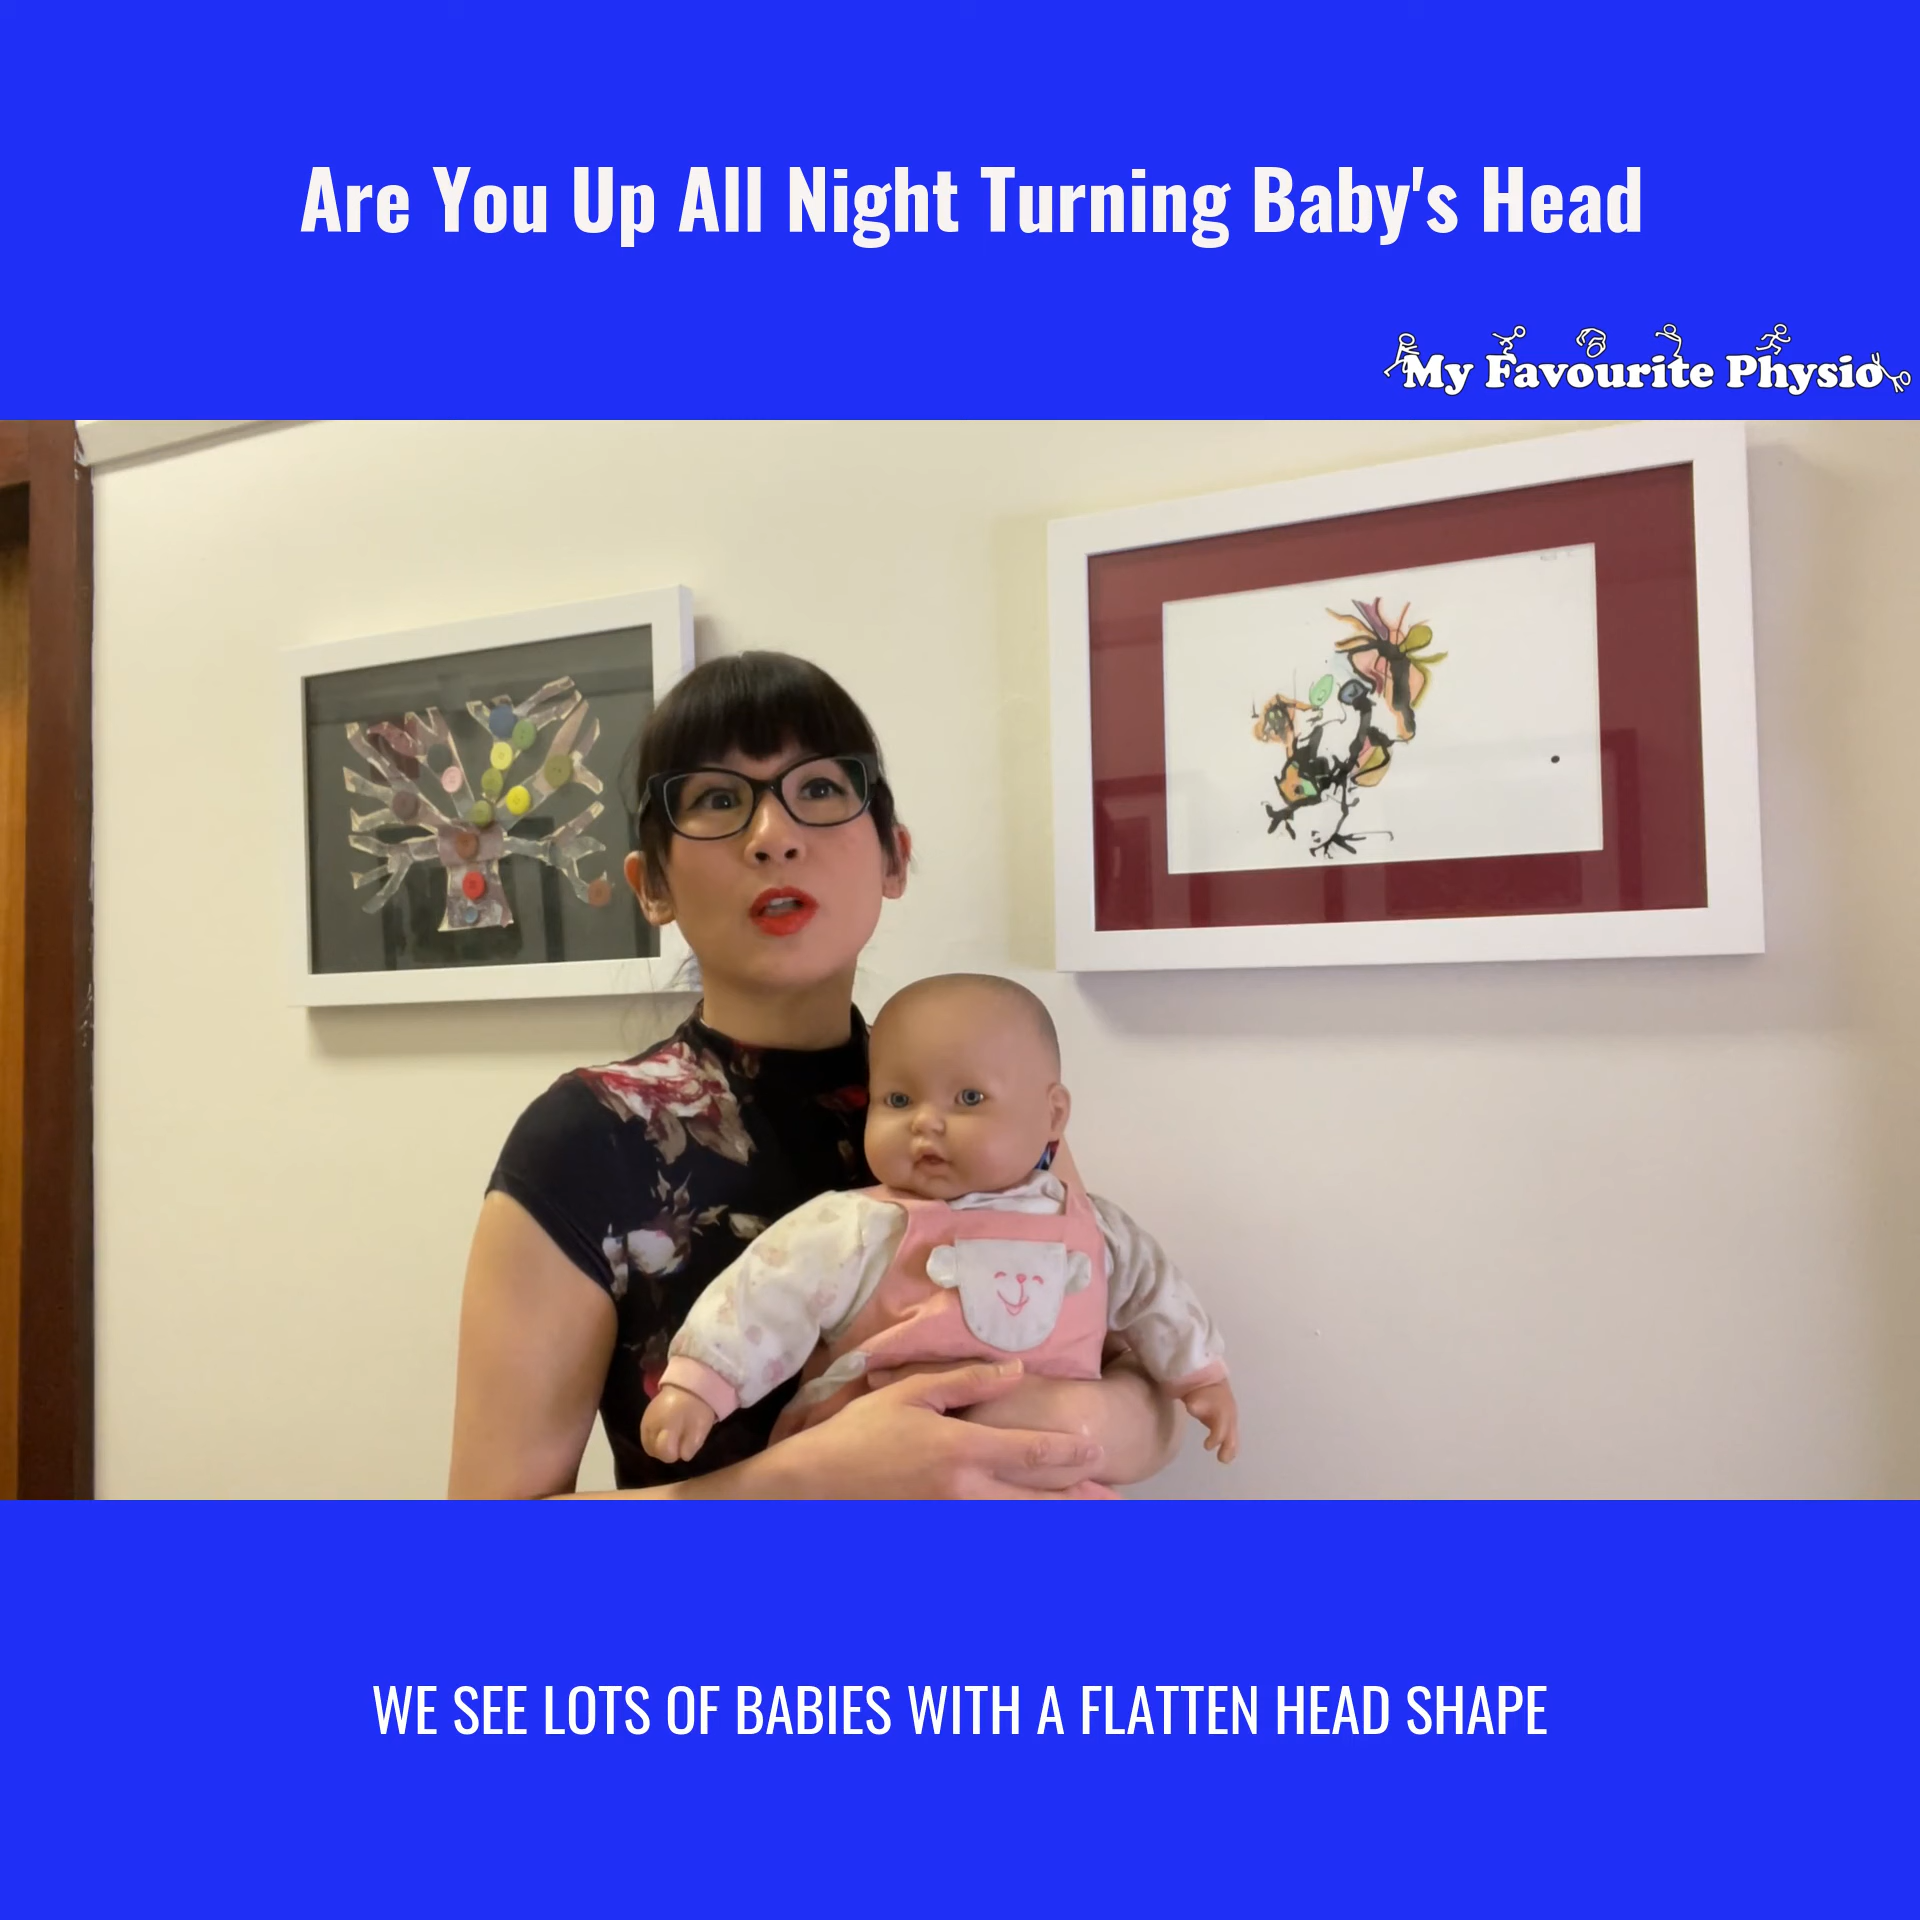 Are You Up All Night Turning Baby's Head
My Favourite Physio
WE SEE LOTS OF BABIES WITH A FLATTEN HEAD SHAPE